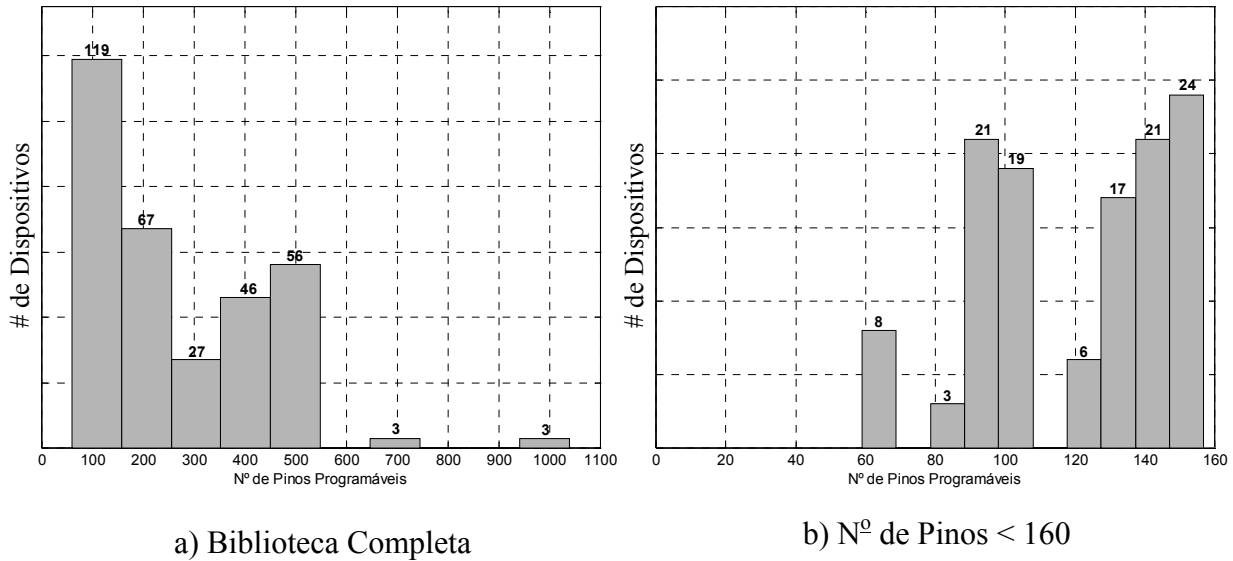 # de Dispositivos
119
67
27
46
56
3
3
0 100 200 300 400 500 600 700 800 900 1000 1100
Nº de Pinos Programáveis
a) Biblioteca Completa
# de Dispositivos
8
3
21
19
6
17
21
24
0 20 40 60 80 100 120 140 160
Nº de Pinos Programáveis
b) Nº de Pinos < 160